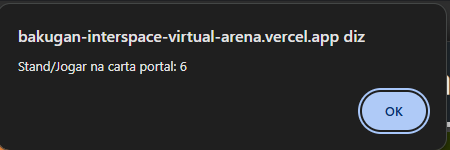 bakugan-interspace-virtual-arena.vercel.app diz
Stand/Jogar na carta portal: 6
OK